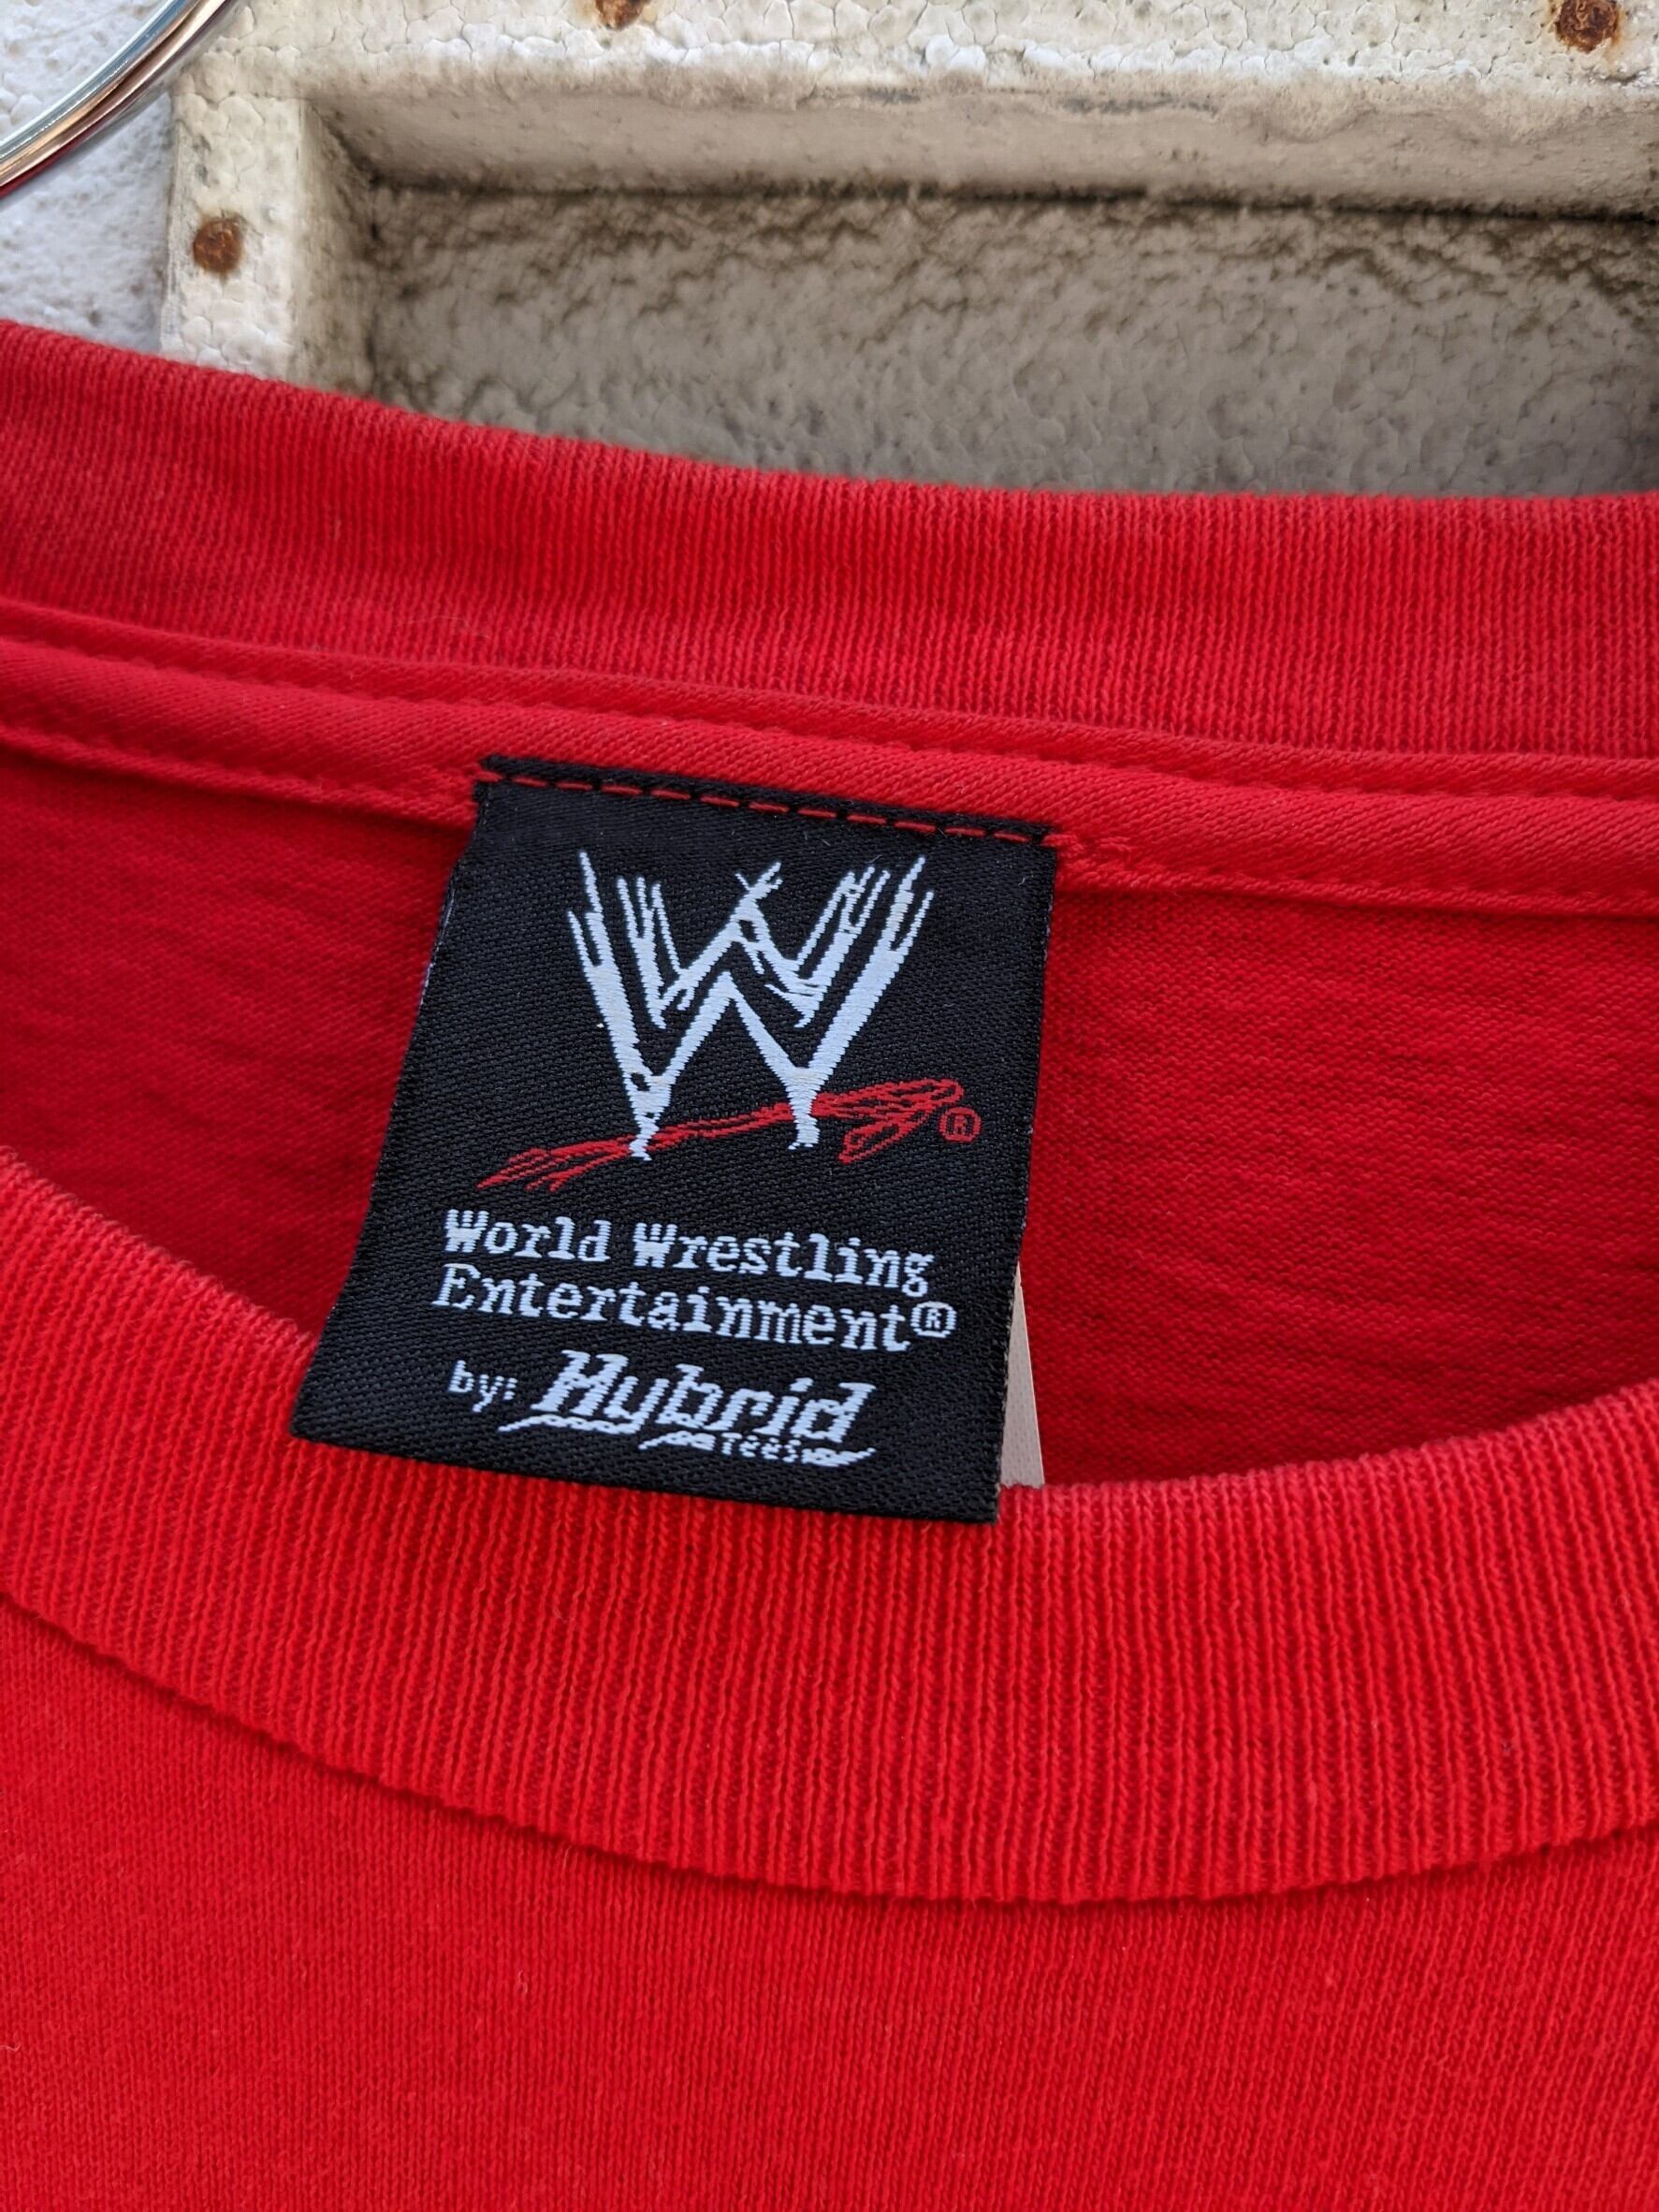 W®
World Wrestling
Entertainment®
by: Hybrid
TEES